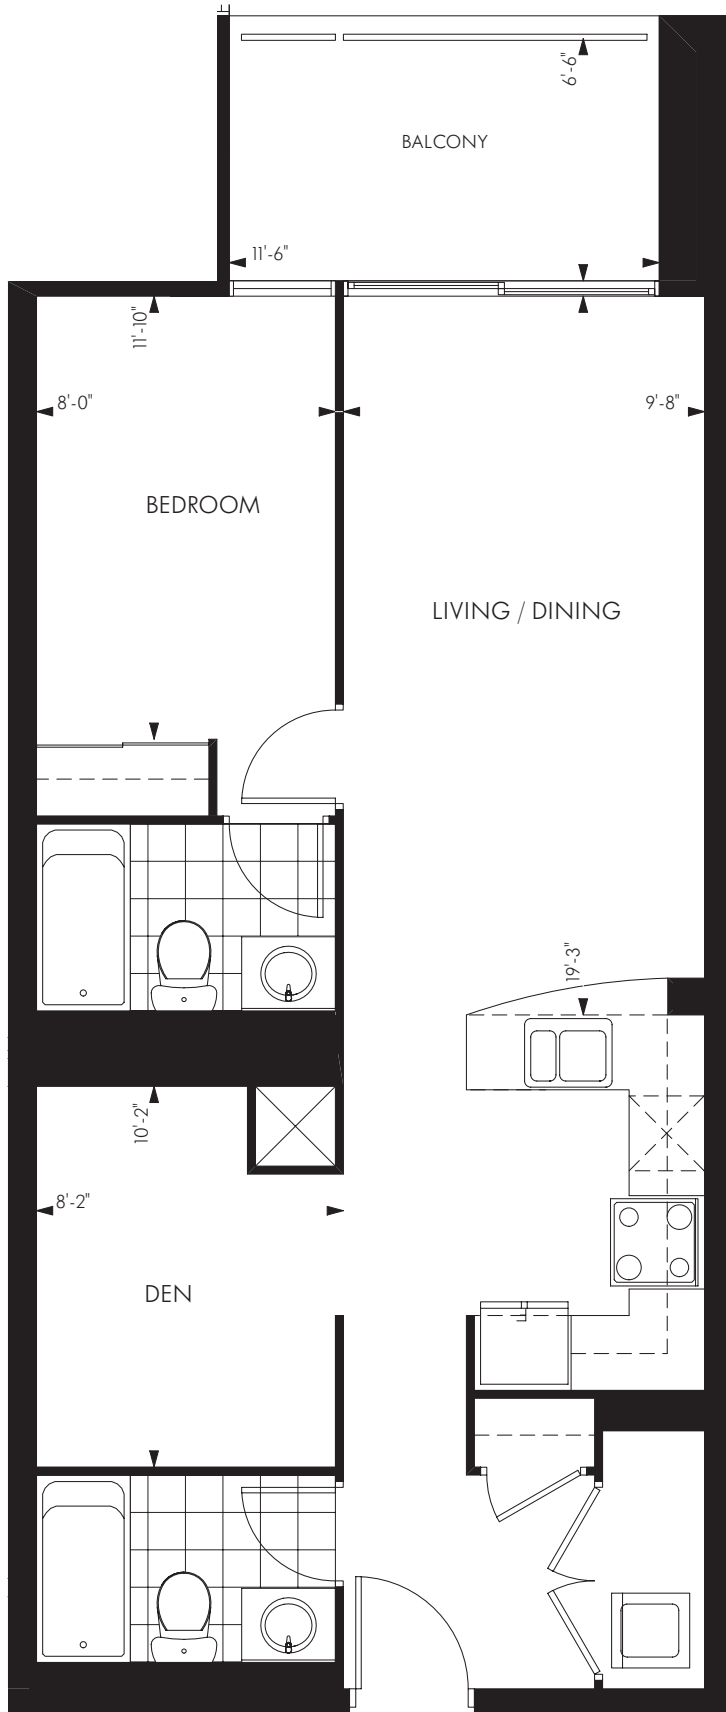 6'-6"
BALCONY
11'-6"
11'-10"
8'-0"
9'-8"
BEDROOM
LIVING / DINING
19'-3"
10'-2"
8'-2"
DEN